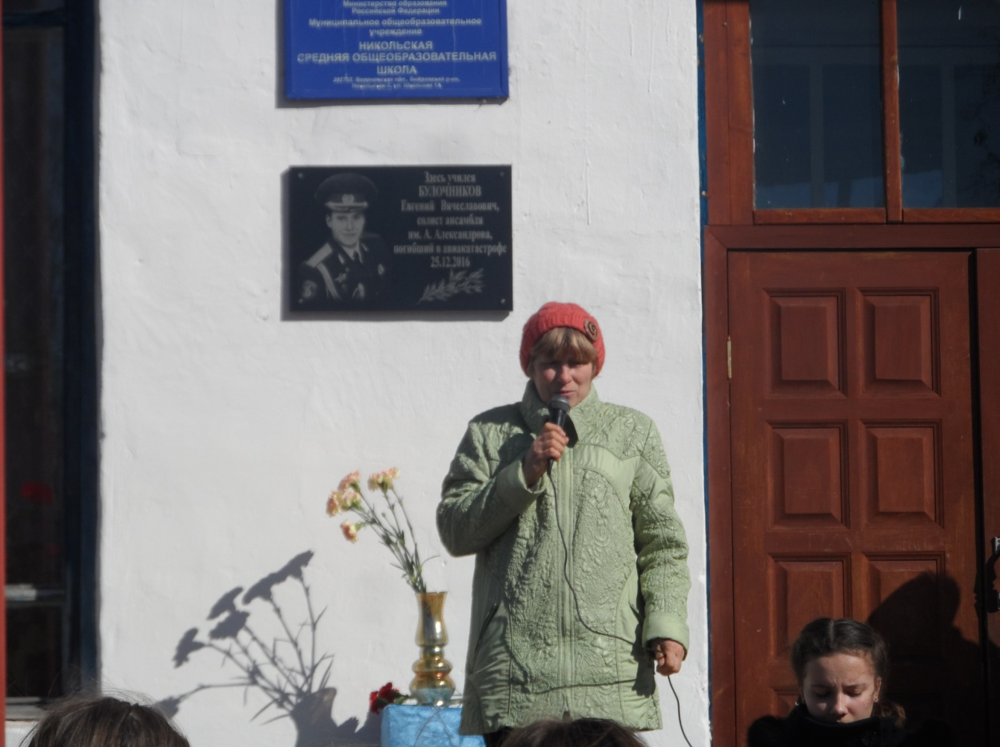 Министерство образования
Российской Федерации
Муниципальное общеобразовательное
учреждение
НИКОЛЬСКАЯ
СРЕДНЯЯ ОБЩЕОБРАЗОВАТЕЛЬНАЯ
ШКОЛА
Здесь учился
БУЛОЧНИКОВ
Евгений Вячеславович,
солист ансамбля
им. А. Александрова,
погибший в авиакатастрофе
25.12.2016